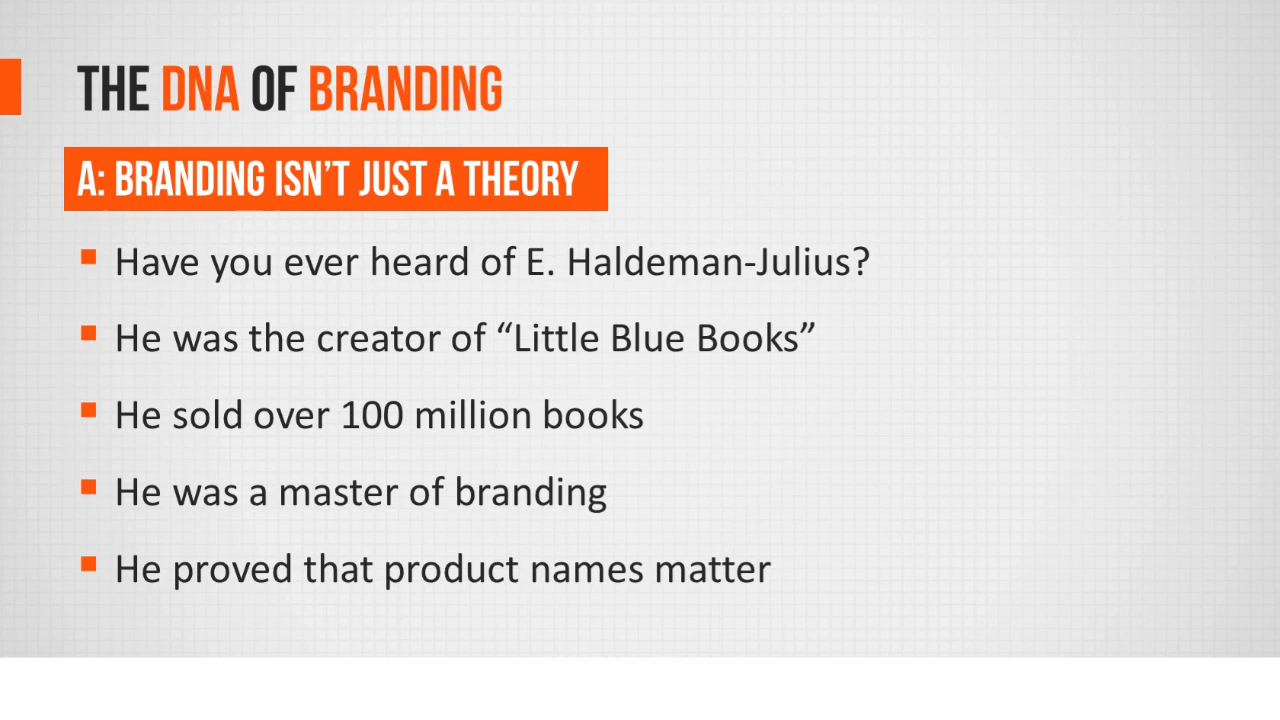 THE DNA OF BRANDING
A: BRANDING ISN’T JUST A THEORY
Have you ever heard of E. Haldeman-Julius?
He was the creator of “Little Blue Books”
He sold over 100 million books
He was a master of branding
He proved that product names matter